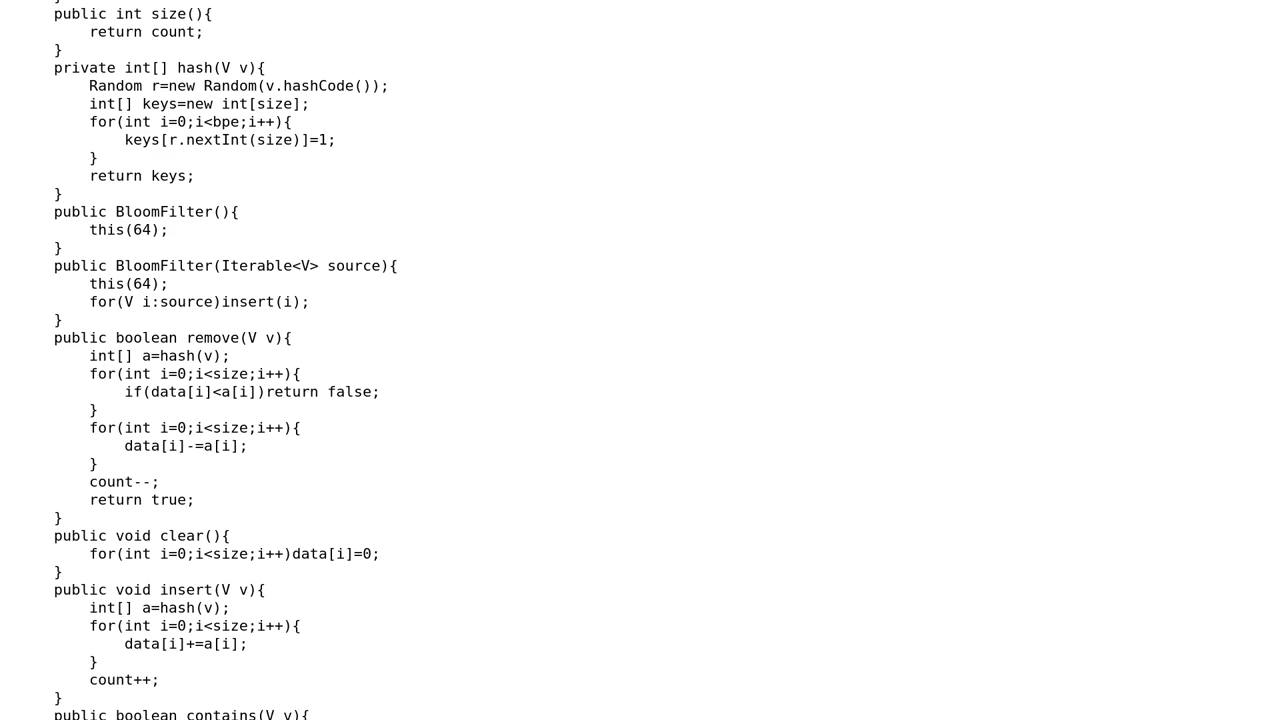 public int size(){
        return count;
    }
    private int[] hash(V v){
        Random r=new Random(v.hashCode());
        int[] keys=new int[size];
        for(int i=0;i<bpe;i++){
            keys[r.nextInt(size)]=1;
        }
        return keys;
    }
    public BloomFilter(){
        this(64);
    }
    public BloomFilter(Iterable<V> source){
        this(64);
        for(V i:source)insert(i);
    }
    public boolean remove(V v){
        int[] a=hash(v);
        for(int i=0;i<size;i++){
            if(data[i]<a[i])return false;
        }
        for(int i=0;i<size;i++){
            data[i]-=a[i];
        }
        count--;
        return true;
    }
    public void clear(){
        for(int i=0;i<size;i++)data[i]=0;
    }
    public void insert(V v){
        int[] a=hash(v);
        for(int i=0;i<size;i++){
            data[i]+=a[i];
        }
        count++;
    }
    public boolean contains(V v){